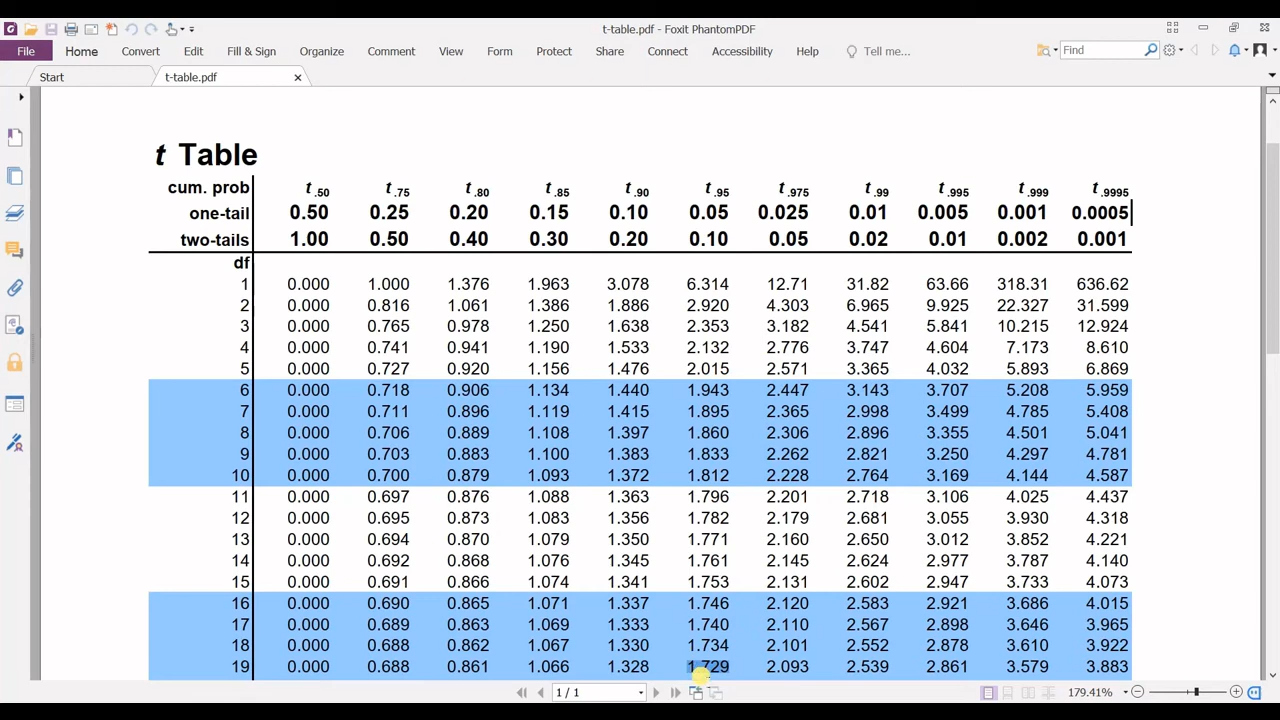 t-table.pdf - Foxit PhantomPDF
File Home Convert Edit Fill & Sign Organize Comment View Form Protect Share Connect Accessibility Help Tell me... Find
Start t-table.pdf
t Table
cum. prob t .50 t .75 t .80 t .85 t .90 t .95 t .975 t .99 t .995 t .999 t .9995
one-tail 0.50 0.25 0.20 0.15 0.10 0.05 0.025 0.01 0.005 0.001 0.0005
two-tails 1.00 0.50 0.40 0.30 0.20 0.10 0.05 0.02 0.01 0.002 0.001
df
1 0.000 1.000 1.376 1.963 3.078 6.314 12.71 31.82 63.66 318.31 636.62
2 0.000 0.816 1.061 1.386 1.886 2.920 4.303 6.965 9.925 22.327 31.599
3 0.000 0.765 0.978 1.250 1.638 2.353 3.182 4.541 5.841 10.215 12.924
4 0.000 0.741 0.941 1.190 1.533 2.132 2.776 3.747 4.604 7.173 8.610
5 0.000 0.727 0.920 1.156 1.476 2.015 2.571 3.365 4.032 5.893 6.869
6 0.000 0.718 0.906 1.134 1.440 1.943 2.447 3.143 3.707 5.208 5.959
7 0.000 0.711 0.896 1.119 1.415 1.895 2.365 2.998 3.499 4.785 5.408
8 0.000 0.706 0.889 1.108 1.397 1.860 2.306 2.896 3.355 4.501 5.041
9 0.000 0.703 0.883 1.100 1.383 1.833 2.262 2.821 3.250 4.297 4.781
10 0.000 0.700 0.879 1.093 1.372 1.812 2.228 2.764 3.169 4.144 4.587
11 0.000 0.697 0.876 1.088 1.363 1.796 2.201 2.718 3.106 4.025 4.437
12 0.000 0.695 0.873 1.083 1.356 1.782 2.179 2.681 3.055 3.930 4.318
13 0.000 0.694 0.870 1.079 1.350 1.771 2.160 2.650 3.012 3.852 4.221
14 0.000 0.692 0.868 1.076 1.345 1.761 2.145 2.624 2.977 3.787 4.140
15 0.000 0.691 0.866 1.074 1.341 1.753 2.131 2.602 2.947 3.733 4.073
16 0.000 0.690 0.865 1.071 1.337 1.746 2.120 2.583 2.921 3.686 4.015
17 0.000 0.689 0.863 1.069 1.333 1.740 2.110 2.567 2.898 3.646 3.965
18 0.000 0.688 0.862 1.067 1.330 1.734 2.101 2.552 2.878 3.610 3.922
19 0.000 0.688 0.861 1.066 1.328 1.729 2.093 2.539 2.861 3.579 3.883
1 / 1 179.41%